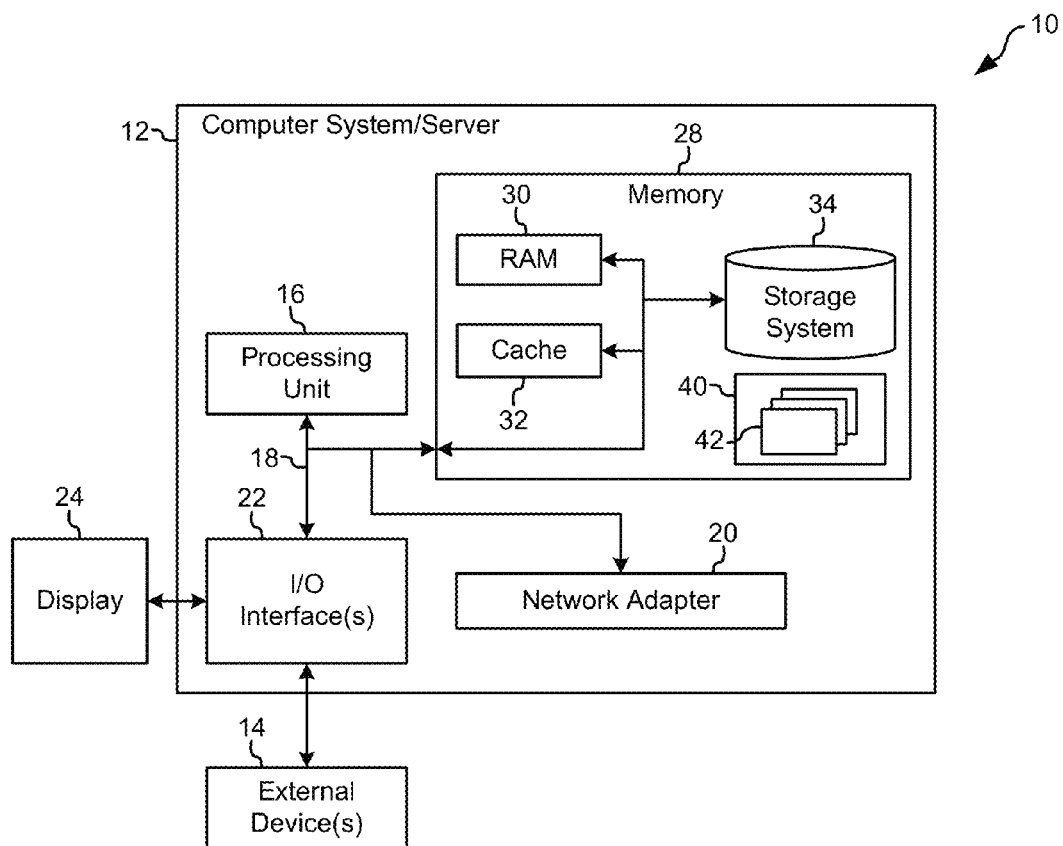 10
12
Computer System/Server
28
Memory
30
RAM
34
Storage
System
16
Processing
Unit
Cache
32
40
42
18
24
22
20
Display
I/O
Interface(s)
Network Adapter
14
External
Device(s)